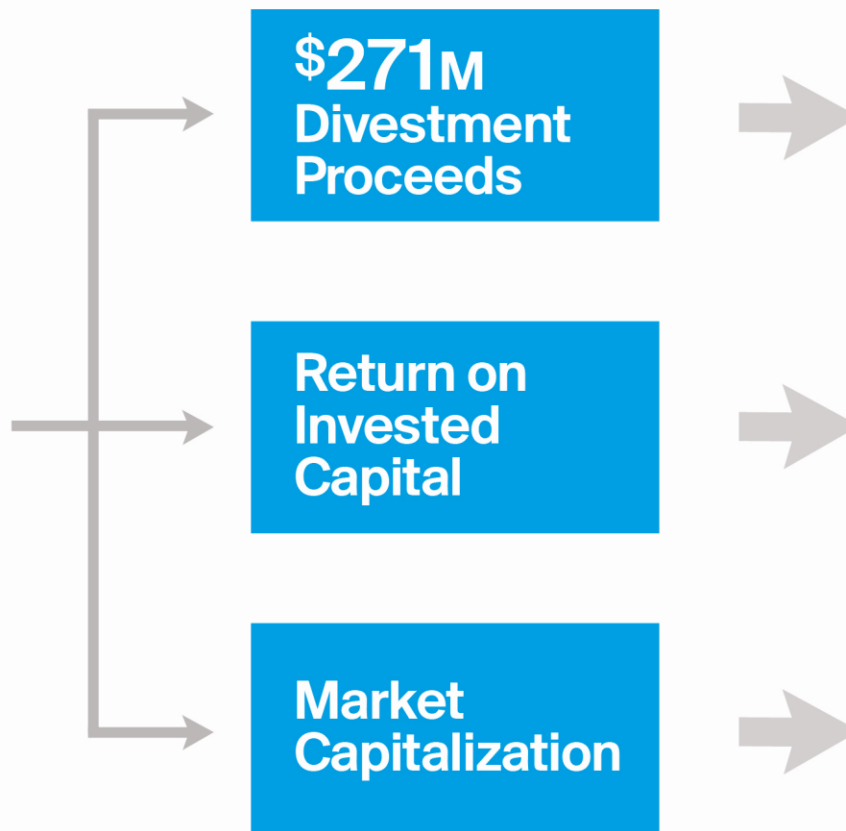 $271M
Divestment
Proceeds
Return on
Invested
Capital
Market
Capitalization